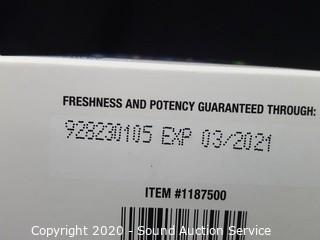 FRESHNESS AND POTENCY GUARANTEED THROUGH:
928230105 EXP 03/2021
ITEM #1187500
Copyright 2020 - Sound Auction Service